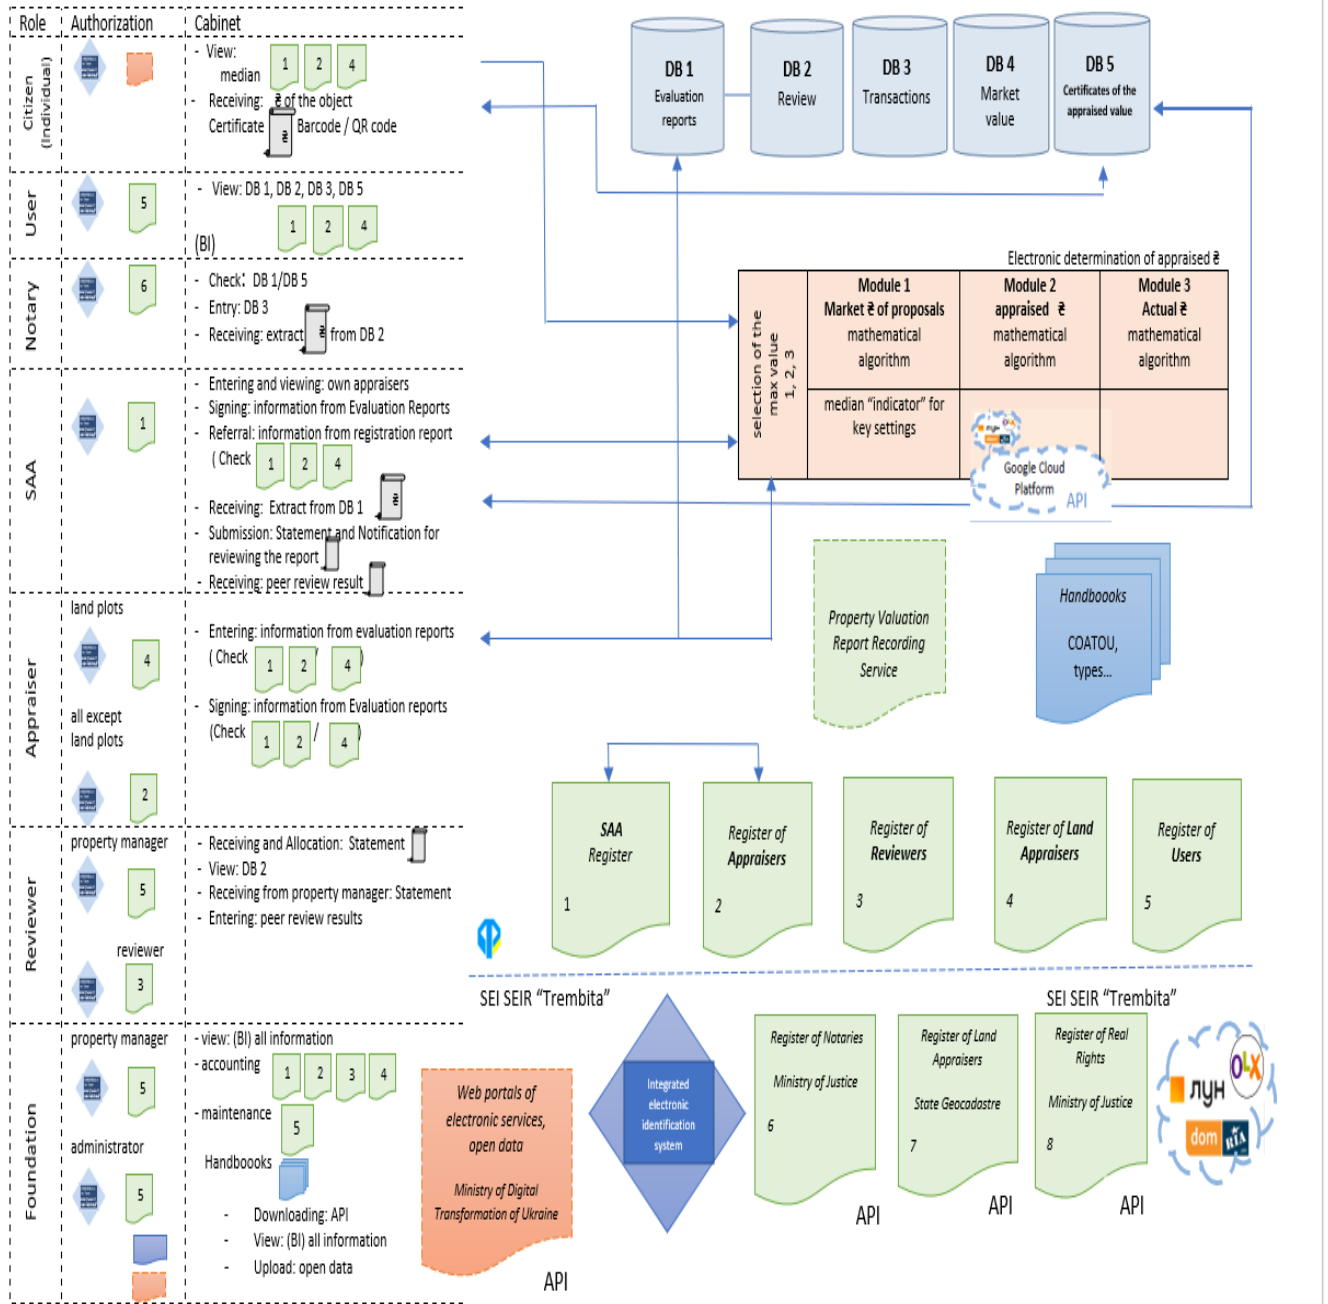 Role Authorization Cabinet
Citizen
(Individual)
- View:
median
1 2 4
- Receiving: ₴ of the object
Certificate ₴ Barcode / QR code
User
5
- View: DB 1, DB 2, DB 3, DB 5
1 2 4
(BI)
Notary
6
- Check: DB 1/DB 5
- Entry: DB 3
- Receiving: extract ₴ from DB 2
SAA
1
- Entering and viewing: own appraisers
- Signing: information from Evaluation Reports
- Referral: information from registration report
( Check 1 2 4
- Receiving: Extract from DB 1 ₴
- Submission: Statement and Notification for
reviewing the report
- Receiving: peer review result
Appraiser
land plots
4
all except
land plots
2
- Entering: information from evaluation reports
( Check 1 2 / 4 )
- Signing: information from Evaluation reports
(Check 1 2 / 4 )
Reviewer
property manager
5
reviewer
3
- Receiving and Allocation: Statement
- View: DB 2
- Receiving from property manager: Statement
- Entering: peer review results
Foundation
property manager
5
administrator
5
- view: (BI) all information
- accounting 1 2 3 4
- maintenance
5
Handboooks
- Downloading: API
- View: (BI) all information
- Upload: open data
DB 1
Evaluation
reports
DB 2
Review
DB 3
Transactions
DB 4
Market
value
DB 5
Certificates of the
appraised value
Electronic determination of appraised ₴
selection of the
max value
1, 2, 3
Module 1
Market ₴ of proposals
mathematical
algorithm
Module 2
appraised ₴
mathematical
algorithm
Module 3
Actual ₴
mathematical
algorithm
median “indicator” for
key settings
лун
OLX
dom
RIA
Google Cloud
Platform
API
Property Valuation
Report Recording
Service
Handboooks
COATOU,
types...
SAA
Register
1
Register of
Appraisers
2
Register of
Reviewers
3
Register of Land
Appraisers
4
Register of
Users
5
SEI SEIR “Trembita”
SEI SEIR “Trembita”
Web portals of
electronic services,
open data
Ministry of Digital
Transformation of Ukraine
API
Integrated
electronic
identification
system
Register of Notaries
Ministry of Justice
6
API
Register of Land
Appraisers
State Geocadastre
7
API
Register of Real
Rights
Ministry of Justice
8
API
OLX
лун
dom
RIA